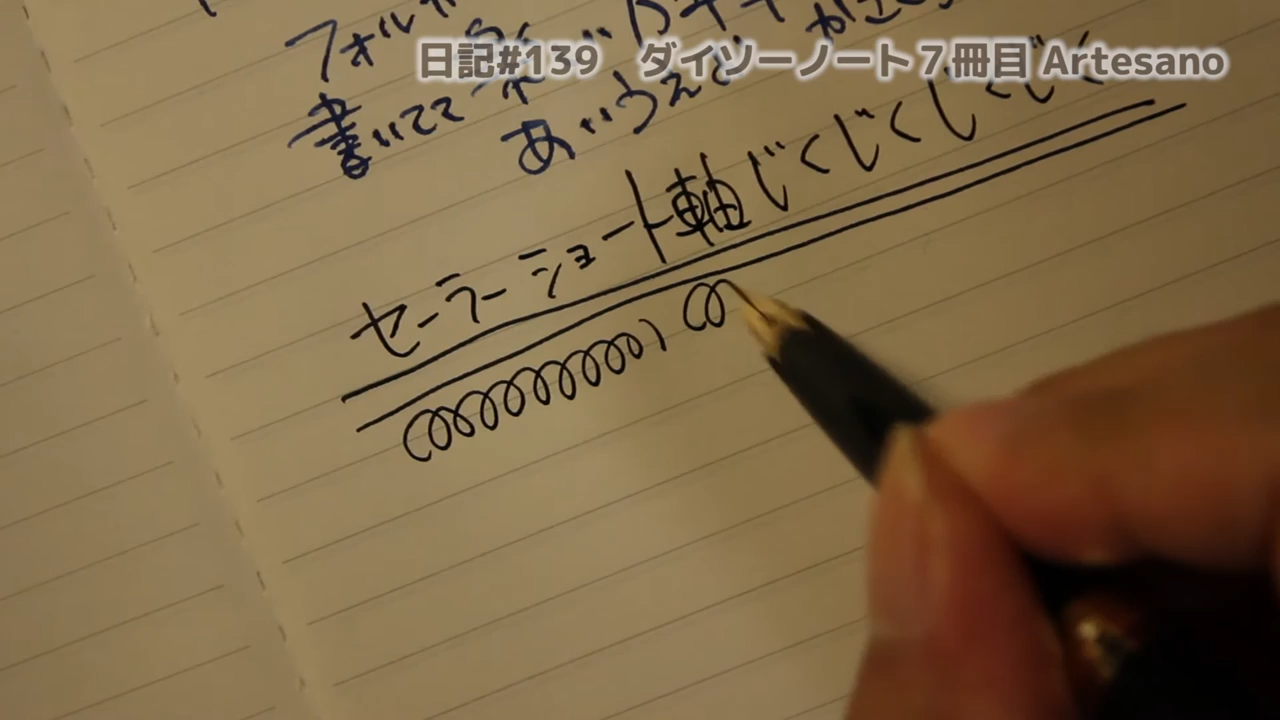 日記#139　ダイソーノート７冊目 Artesano
フォルカ
書いてて
あいうえお
セーラーショート軸じくじくじくじく